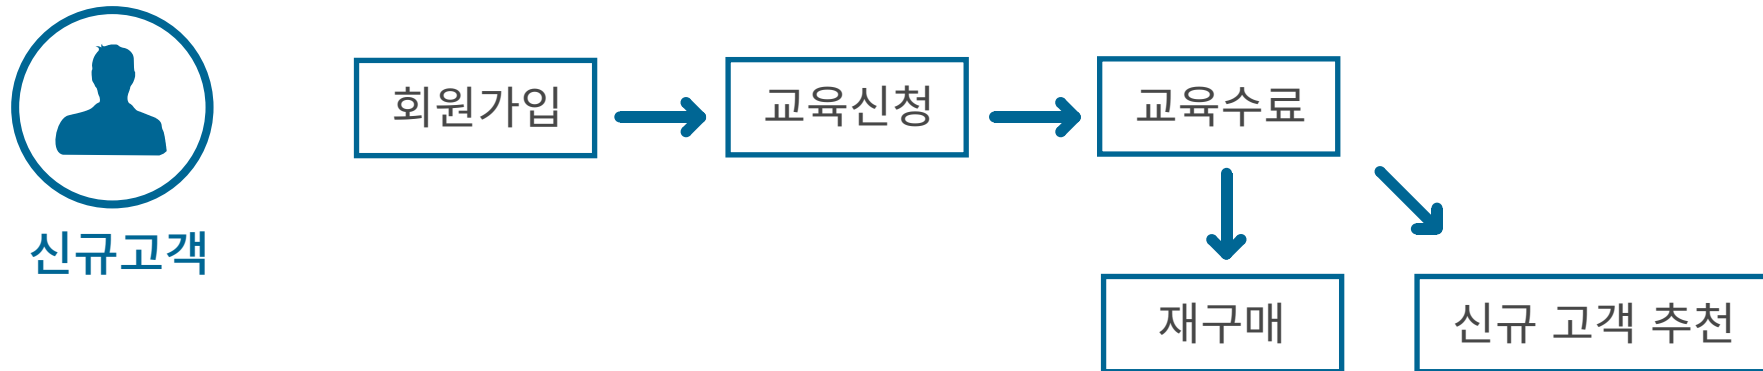 회원가입
교육신청
교육수료
신규고객
재구매
신규 고객 추천